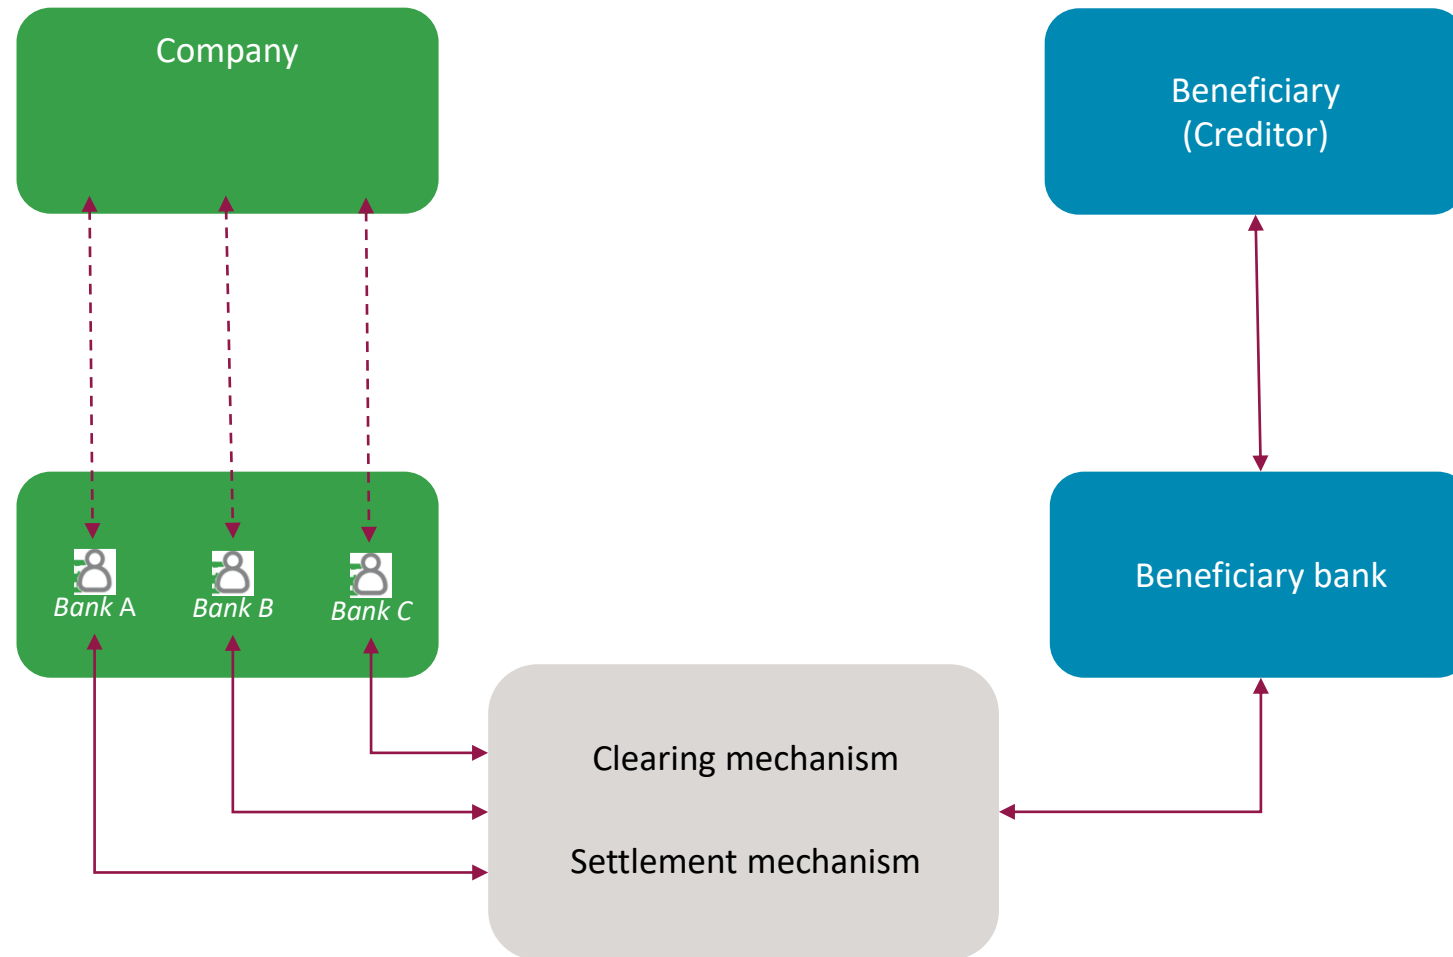 Company
Beneficiary
(Creditor)
Bank A
Bank B
Bank C
Beneficiary bank
Clearing mechanism
Settlement mechanism